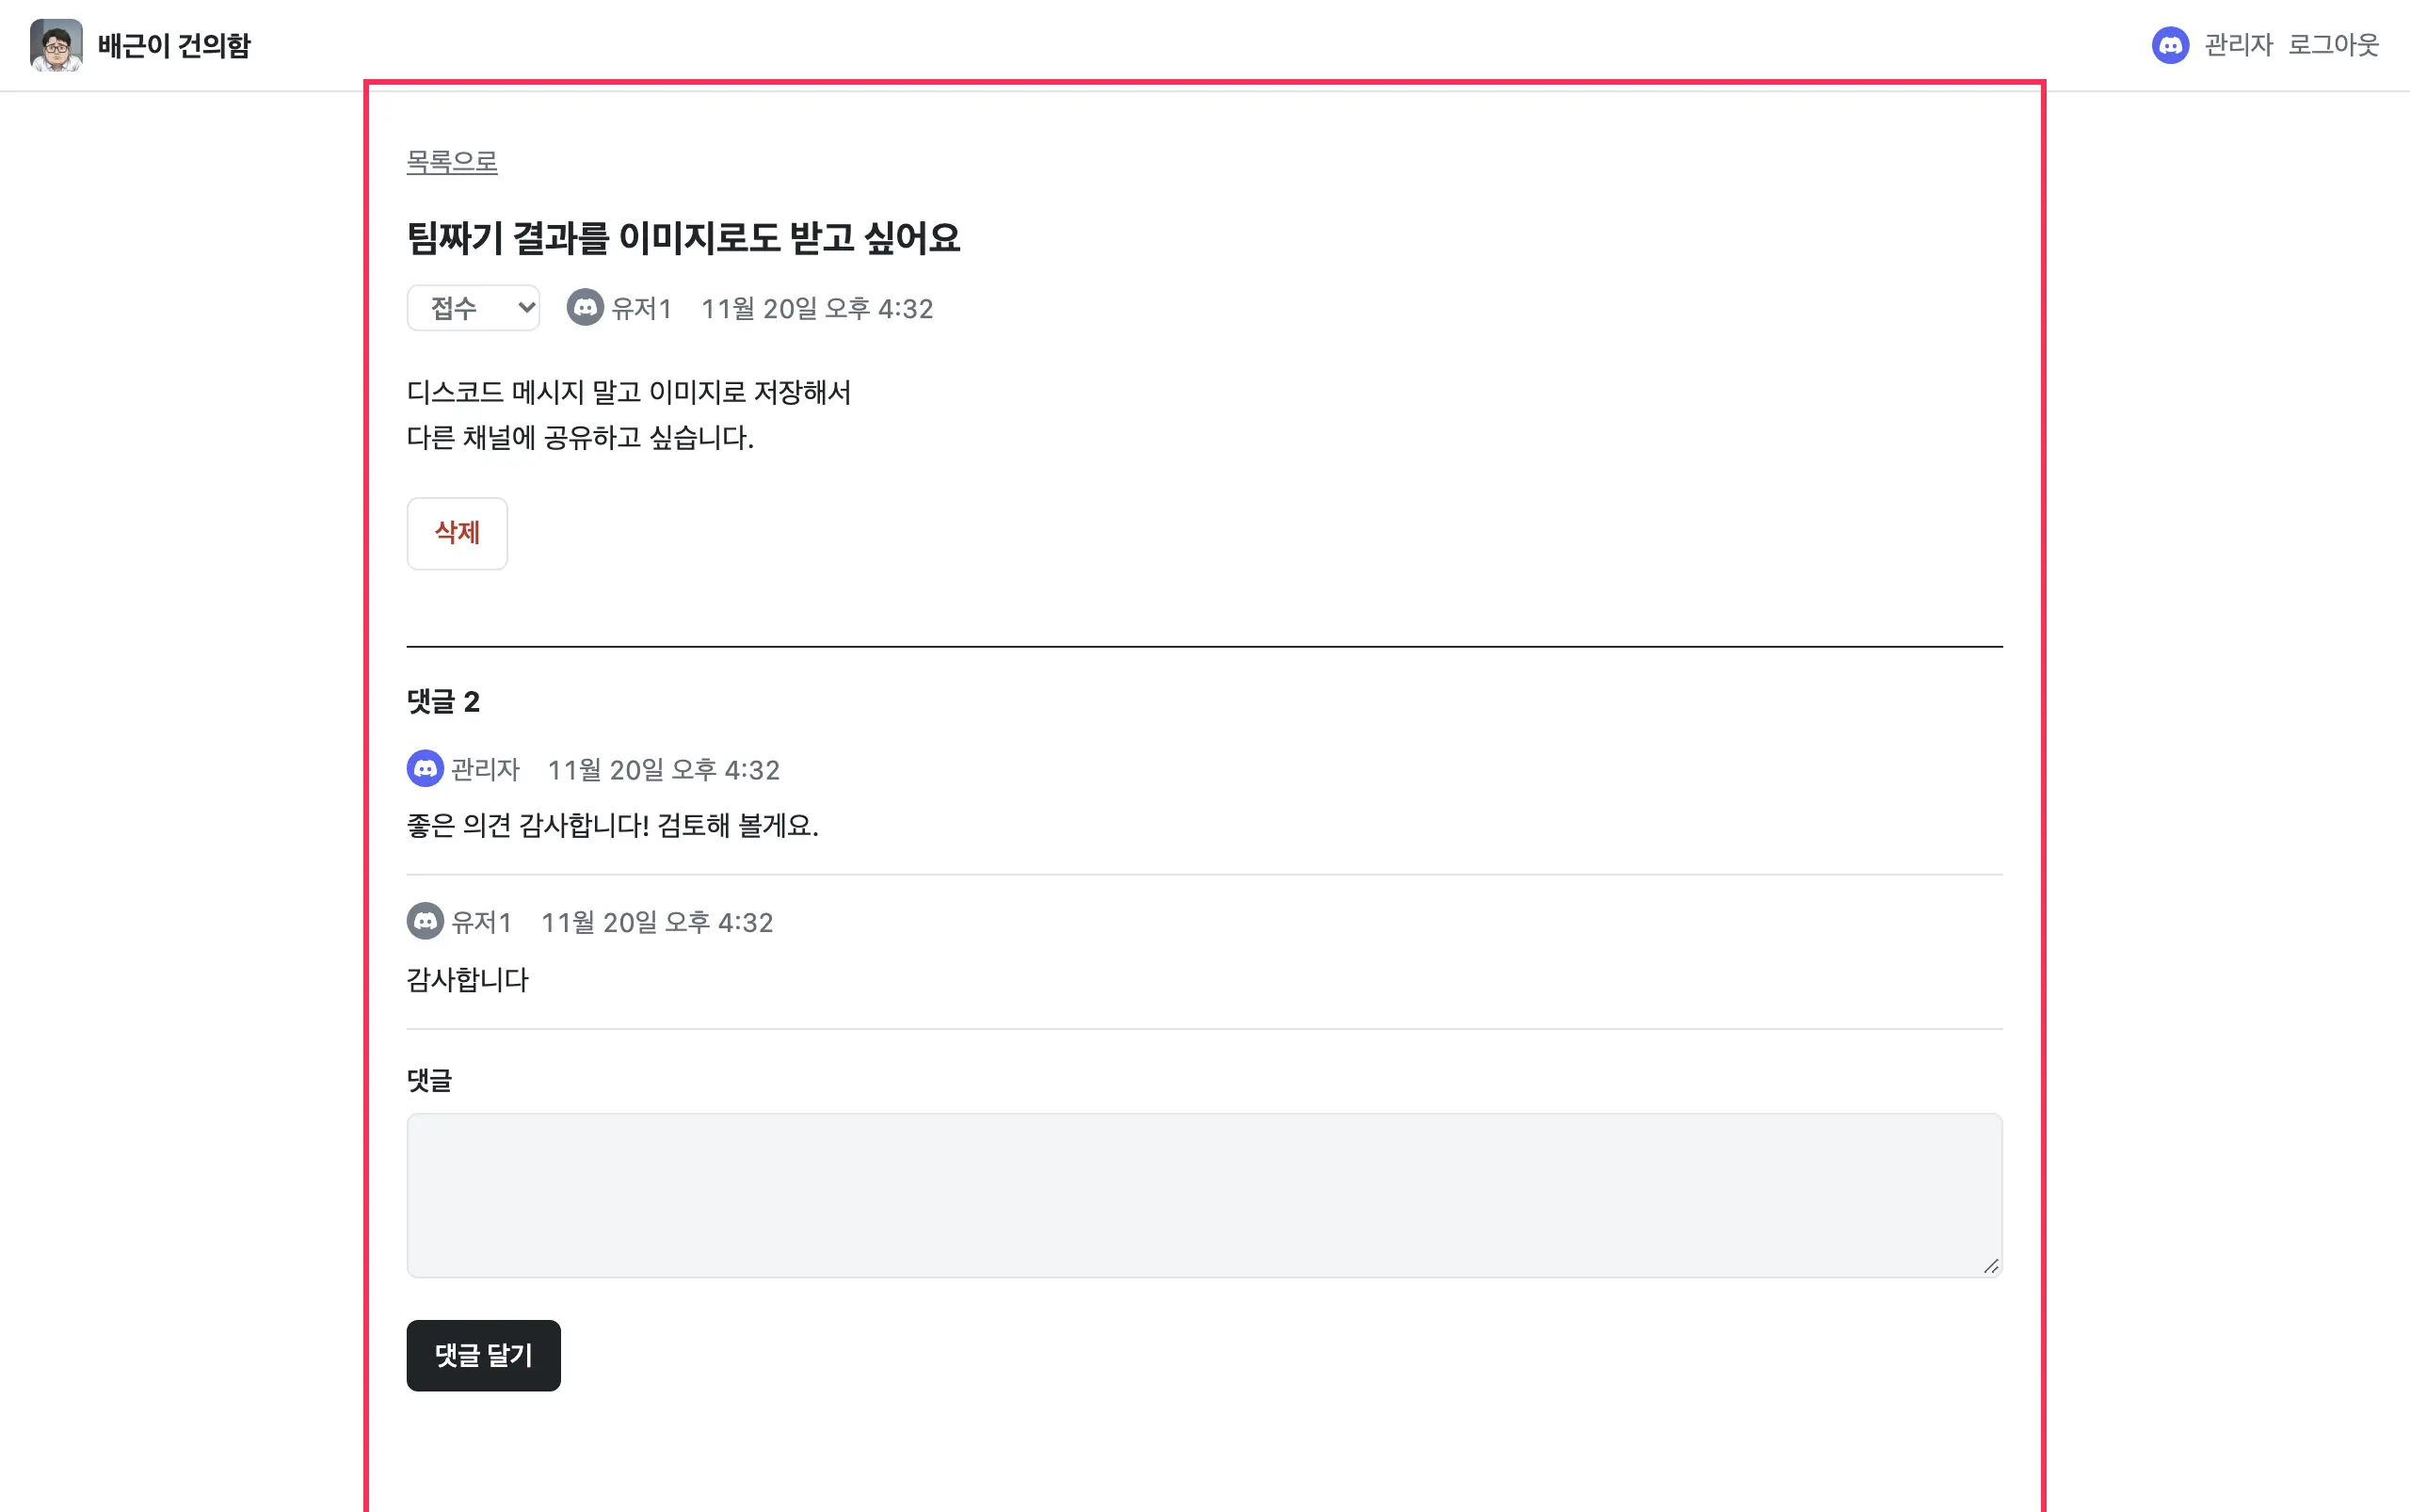 배근이 건의함
관리자 로그아웃
목록으로
팀짜기 결과를 이미지로도 받고 싶어요
접수 유저1 11월 20일 오후 4:32
디스코드 메시지 말고 이미지로 저장해서
다른 채널에 공유하고 싶습니다.
삭제
댓글 2
관리자 11월 20일 오후 4:32
좋은 의견 감사합니다! 검토해 볼게요.
유저1 11월 20일 오후 4:32
감사합니다
댓글
댓글 달기